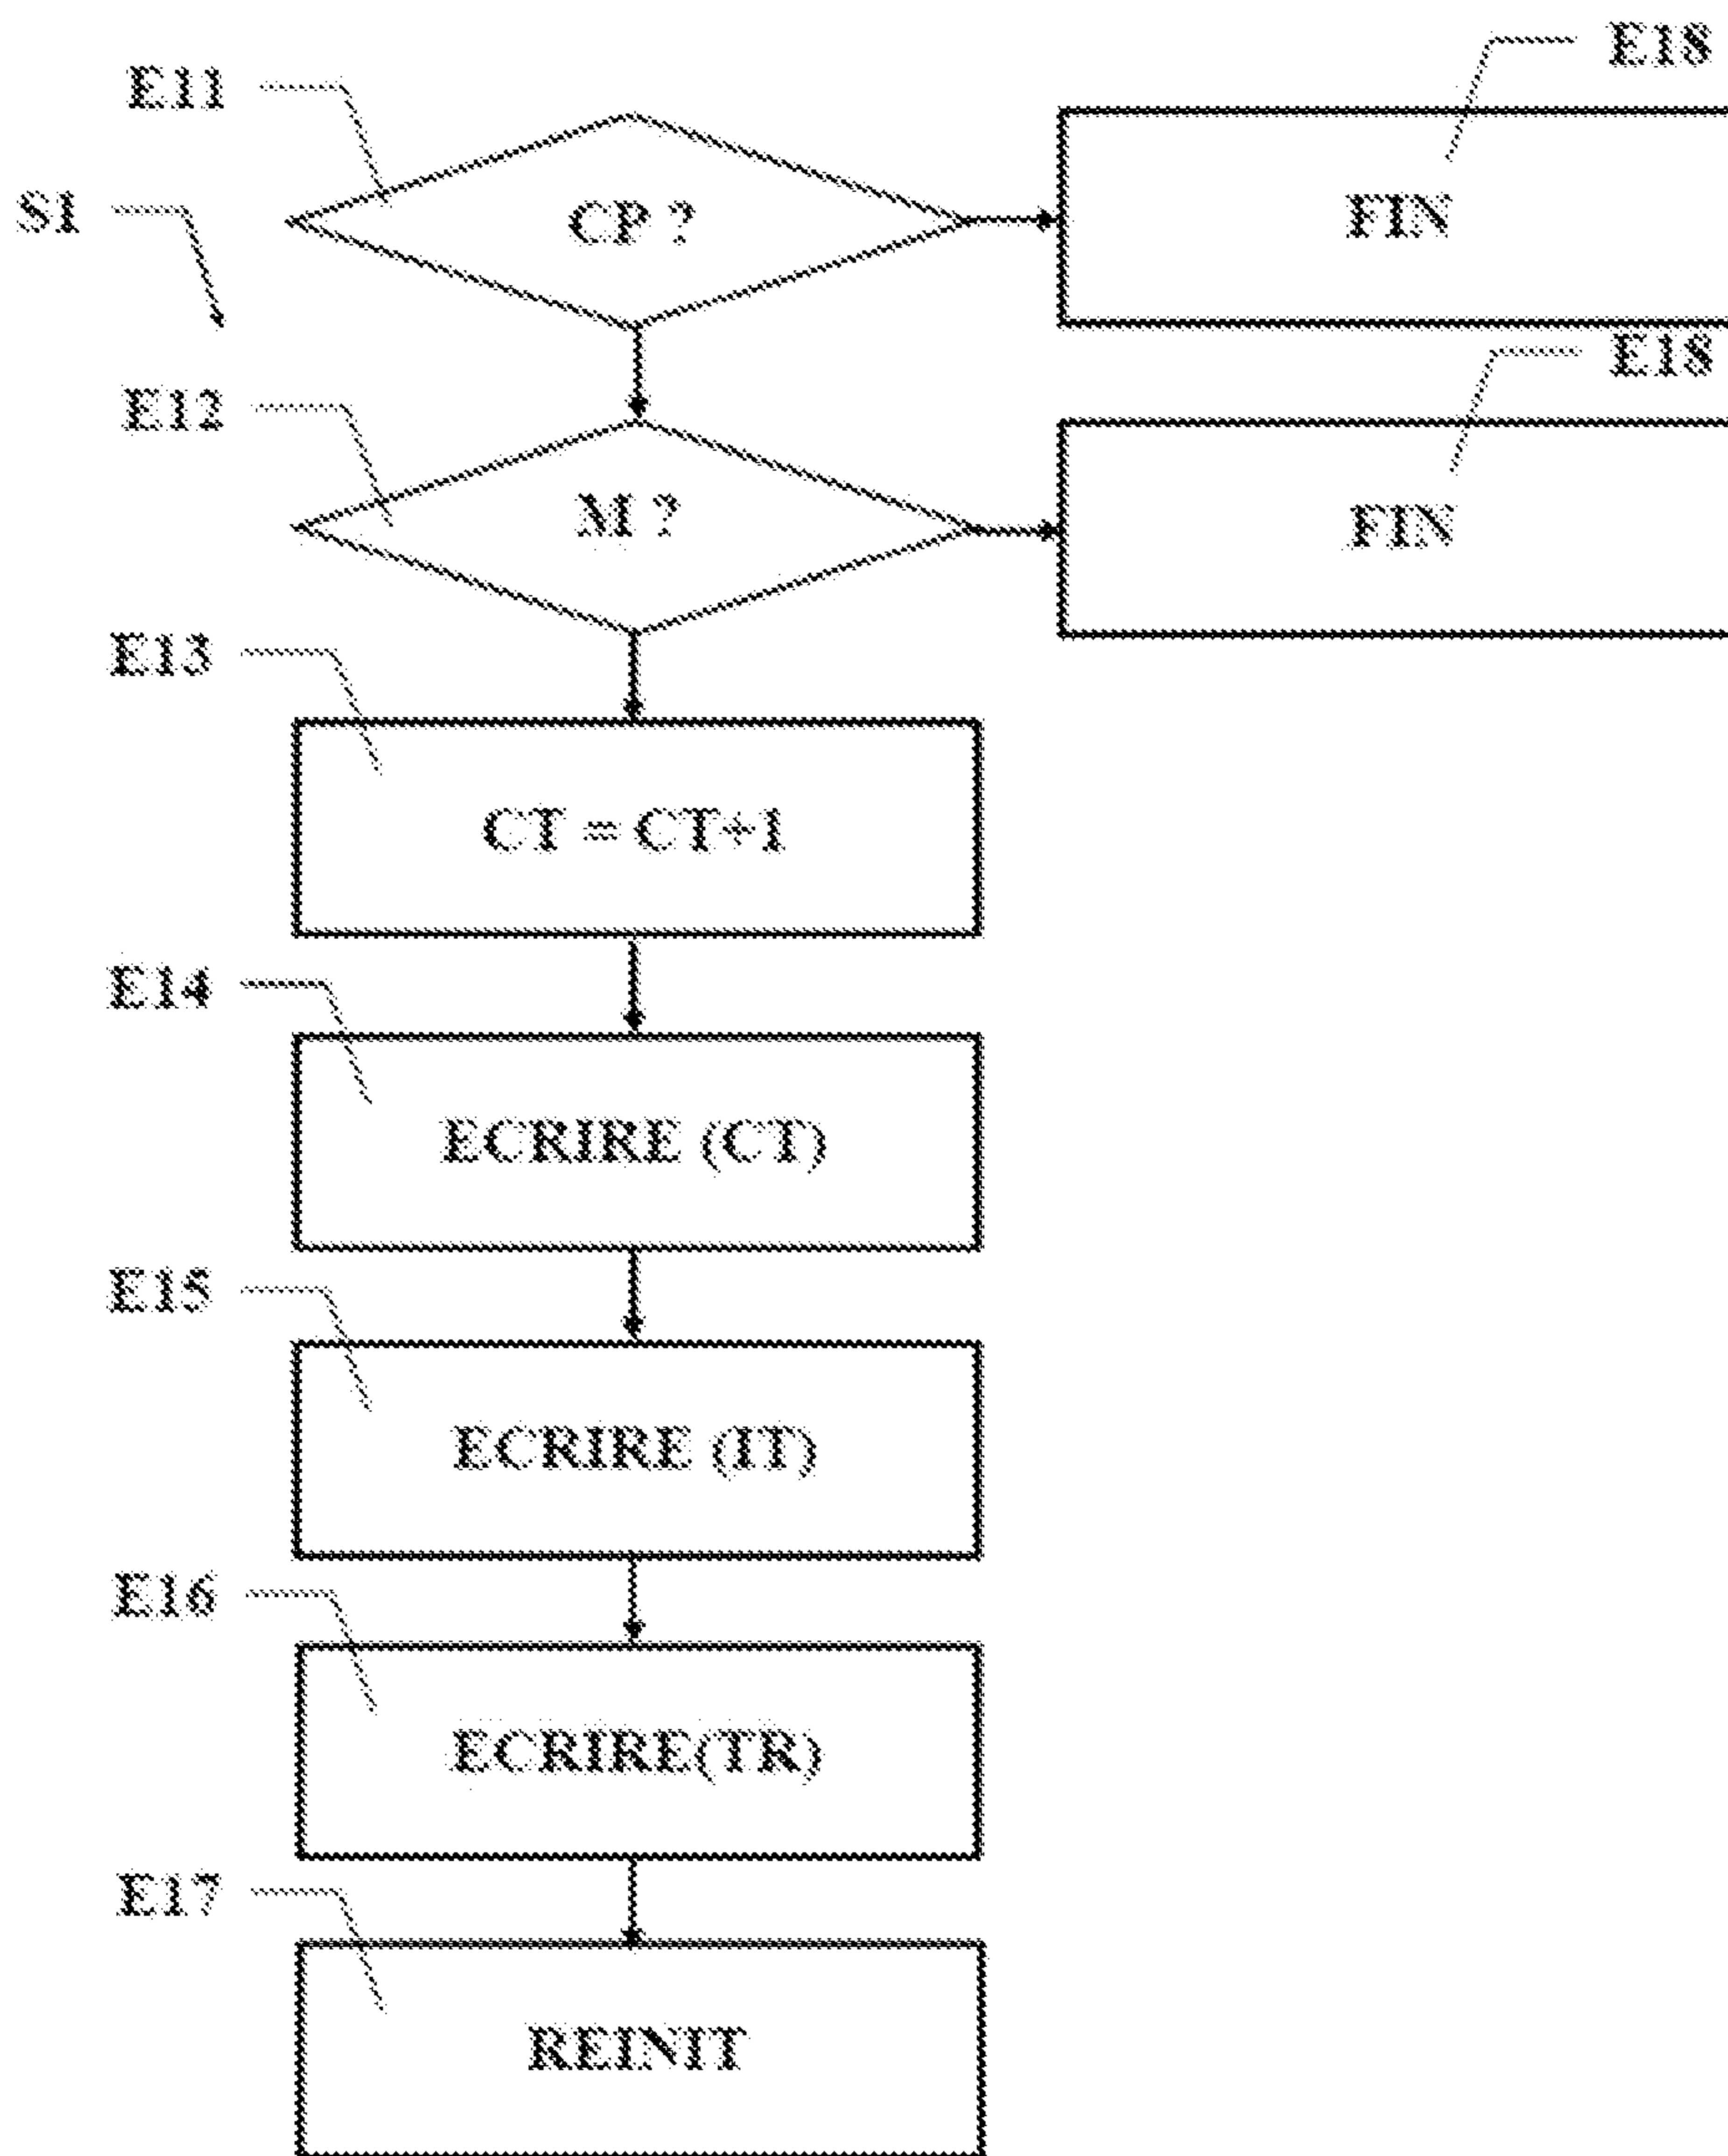 E18
E11
CP ?
FIN
S1
E18
E12
M ?
FIN
E13
CT = CT+1
E14
ECRIRE (CT)
E15
ECRIRE (IT)
E16
ECRIRE(TR)
E17
REINIT